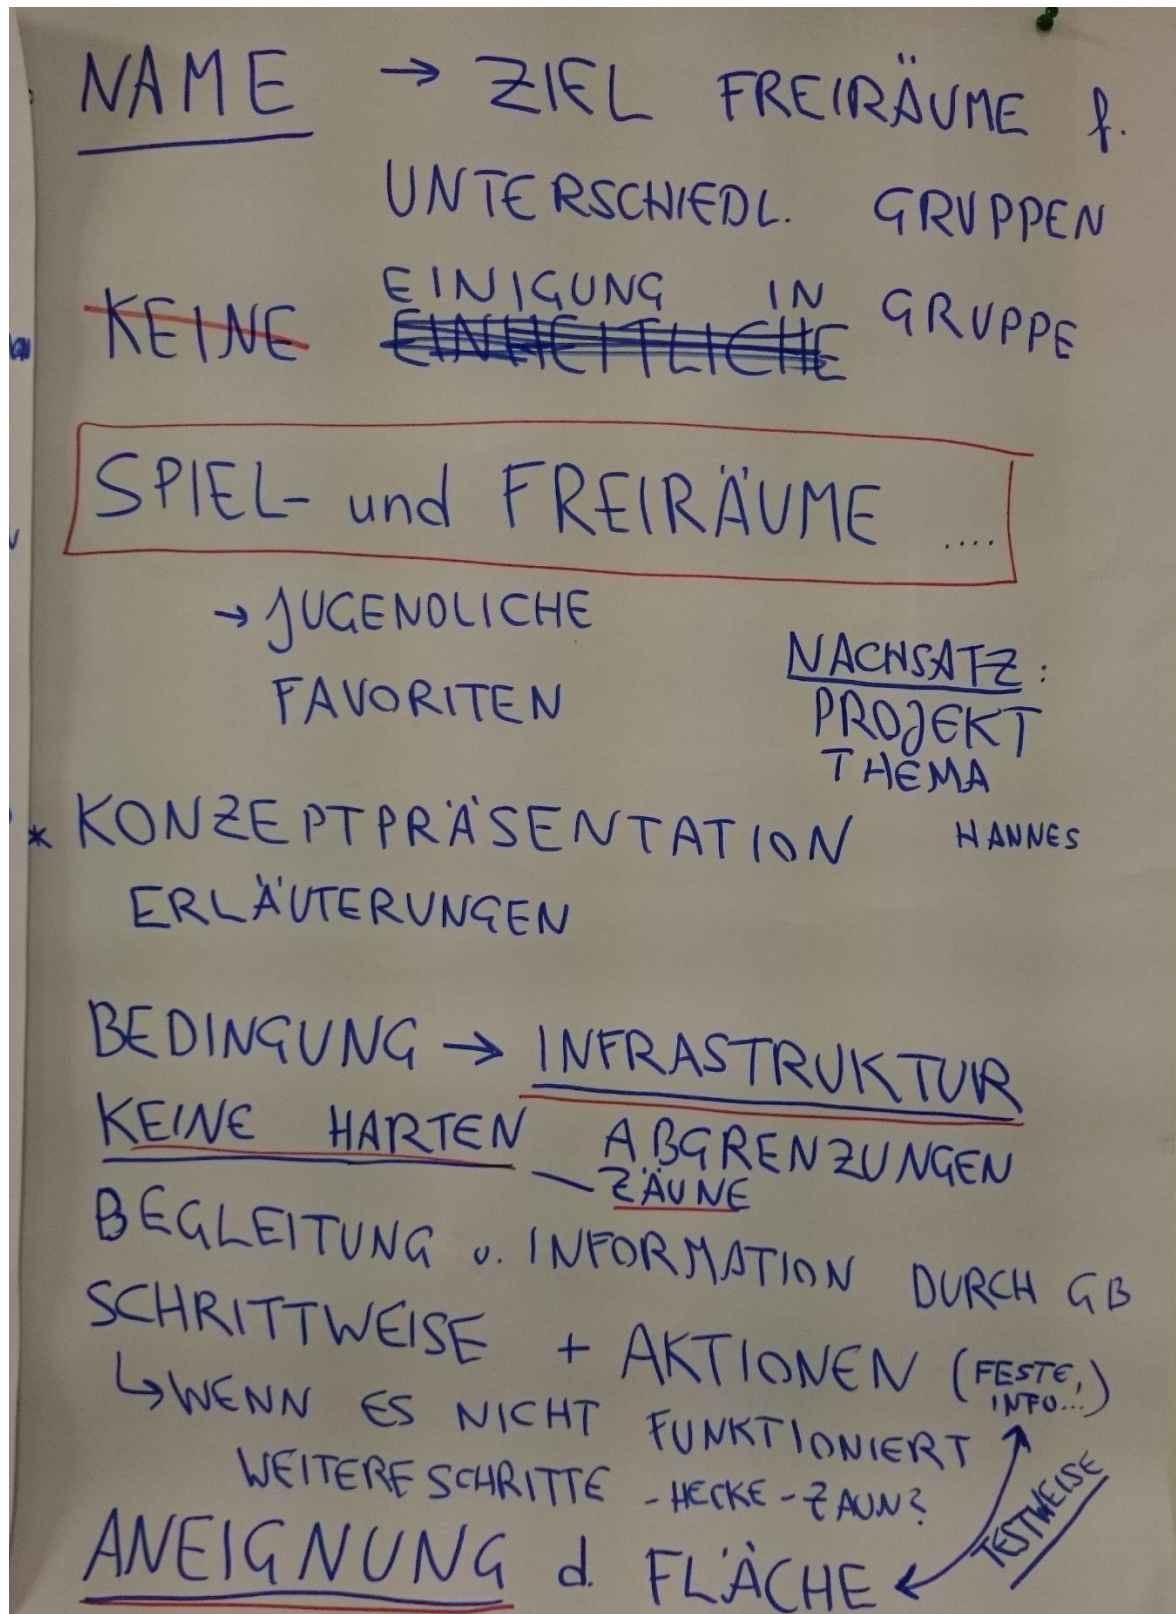 NAME → ZIEL FREIRÄUME f.
UNTERSCHIEDL. GRUPPEN
KEINE EINIGUNG IN GRUPPE
EINHEITLICHE
SPIEL- und FREIRÄUME ....
→ JUGENDLICHE
FAVORITEN
NACHSATZ:
PROJEKT
THEMA
* KONZEPTPRÄSENTATION HANNES
ERLÄUTERUNGEN
BEDINGUNG → INFRASTRUKTUR
KEINE HARTEN ABGRENZUNGEN
– ZÄUNE
BEGLEITUNG u. INFORMATION DURCH GB
SCHRITTWEISE + AKTIONEN (FESTE,
INFO...)
↳ WENN ES NICHT FUNKTIONIERT
WEITERE SCHRITTE - HECKE - ZAUN?
TESTWEISE
ANEIGNUNG d. FLÄCHE